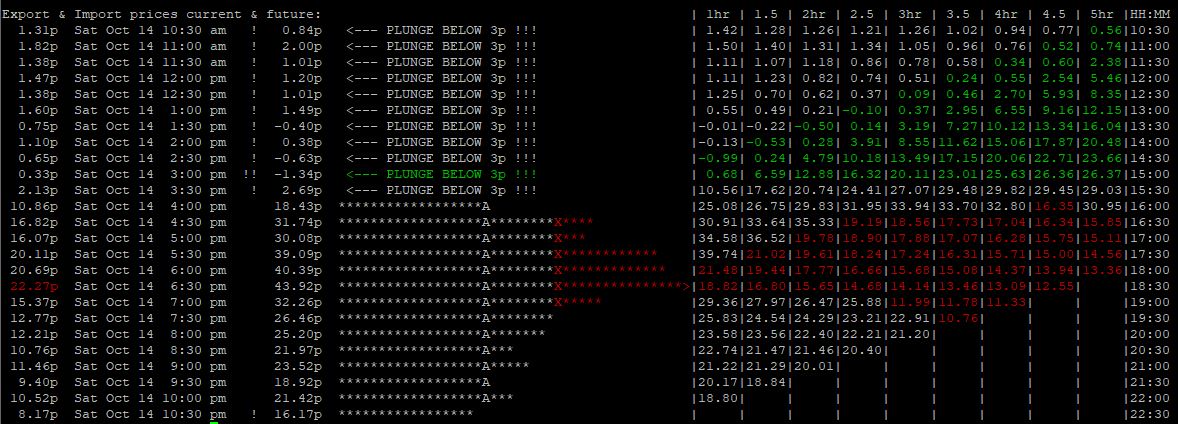 Export & Import prices current & future: | 1hr | 1.5 | 2hr | 2.5 | 3hr | 3.5 | 4hr | 4.5 | 5hr |HH:MM
1.31p Sat Oct 14 10:30 am ! 0.84p <--- PLUNGE BELOW 3p !!! | 1.42| 1.28| 1.26| 1.21| 1.26| 1.02| 0.94| 0.77| 0.56|10:30
1.82p Sat Oct 14 11:00 am ! 2.00p <--- PLUNGE BELOW 3p !!! | 1.50| 1.40| 1.31| 1.34| 1.05| 0.96| 0.76| 0.52| 0.74|11:00
1.38p Sat Oct 14 11:30 am ! 1.01p <--- PLUNGE BELOW 3p !!! | 1.11| 1.07| 1.18| 0.86| 0.78| 0.58| 0.34| 0.60| 2.38|11:30
1.47p Sat Oct 14 12:00 pm ! 1.20p <--- PLUNGE BELOW 3p !!! | 1.11| 1.23| 0.82| 0.74| 0.51| 0.24| 0.55| 2.54| 5.46|12:00
1.38p Sat Oct 14 12:30 pm ! 1.01p <--- PLUNGE BELOW 3p !!! | 1.25| 0.70| 0.62| 0.37| 0.09| 0.46| 2.70| 5.93| 8.35|12:30
1.60p Sat Oct 14 1:00 pm ! 1.49p <--- PLUNGE BELOW 3p !!! | 0.55| 0.49| 0.21|-0.10| 0.37| 2.95| 6.55| 9.16|12.15|13:00
0.75p Sat Oct 14 1:30 pm ! -0.40p <--- PLUNGE BELOW 3p !!! |-0.01|-0.22|-0.50| 0.14| 3.19| 7.27|10.12|13.34|16.04|13:30
1.10p Sat Oct 14 2:00 pm ! 0.38p <--- PLUNGE BELOW 3p !!! |-0.13|-0.53| 0.28| 3.91| 8.55|11.62|15.06|17.87|20.48|14:00
0.65p Sat Oct 14 2:30 pm ! -0.63p <--- PLUNGE BELOW 3p !!! |-0.99| 0.24| 4.79|10.18|13.49|17.15|20.06|22.71|23.66|14:30
0.33p Sat Oct 14 3:00 pm !! -1.34p <--- PLUNGE BELOW 3p !!! | 0.68| 6.59|12.88|16.32|20.11|23.01|25.63|26.36|26.37|15:00
2.13p Sat Oct 14 3:30 pm ! 2.69p <--- PLUNGE BELOW 3p !!! |10.56|17.62|20.74|24.41|27.07|29.48|29.82|29.45|29.03|15:30
10.86p Sat Oct 14 4:00 pm 18.43p ******************A |25.08|26.75|29.83|31.95|33.94|33.70|32.80|16.35|30.95|16:00
16.82p Sat Oct 14 4:30 pm 31.74p ******************A********X**** |30.91|33.64|35.33|19.19|18.56|17.73|17.04|16.34|15.85|16:30
16.07p Sat Oct 14 5:00 pm 30.08p ******************A********X*** |34.58|36.52|19.78|18.90|17.88|17.07|16.28|15.75|15.11|17:00
20.11p Sat Oct 14 5:30 pm 39.09p ******************A********X************ |39.74|21.02|19.61|18.24|17.24|16.31|15.71|15.00|14.56|17:30
20.69p Sat Oct 14 6:00 pm 40.39p ******************A********X************* |21.48|19.44|17.77|16.66|15.68|15.08|14.37|13.94|13.36|18:00
22.27p Sat Oct 14 6:30 pm 43.92p ******************A********X***************> |18.82|16.80|15.65|14.68|14.14|13.46|13.09|12.55| |18:30
15.37p Sat Oct 14 7:00 pm 32.26p ******************A********X***** |29.36|27.97|26.47|25.88|11.99|11.78|11.33| | |19:00
12.77p Sat Oct 14 7:30 pm 26.46p ******************A******** |25.83|24.54|24.29|23.21|22.91|10.76| | | |19:30
12.21p Sat Oct 14 8:00 pm 25.20p ******************A******* |23.58|23.56|22.40|22.21|21.20| | | | |20:00
10.76p Sat Oct 14 8:30 pm 21.97p ******************A*** |22.74|21.47|21.46|20.40| | | | | |20:30
11.46p Sat Oct 14 9:00 pm 23.52p ******************A***** |21.22|21.29|20.01| | | | | | |21:00
9.40p Sat Oct 14 9:30 pm 18.92p ******************A |20.17|18.84| | | | | | | |21:30
10.52p Sat Oct 14 10:00 pm 21.42p ******************A*** |18.80| | | | | | | | |22:00
8.17p Sat Oct 14 10:30 pm ! 16.17p ***************** | | | | | | | | | |22:30